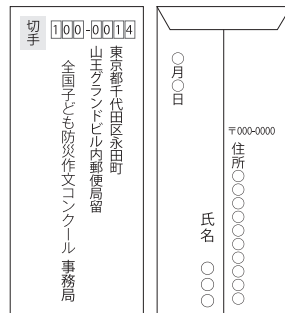 切手
100-0014
東京都千代田区永田町
山王グランドビル内郵便局留
全国子ども防災作文コンクール 事務局
○月○日
〒000-0000
住所○○○○○○○○○○
氏名 ○○○